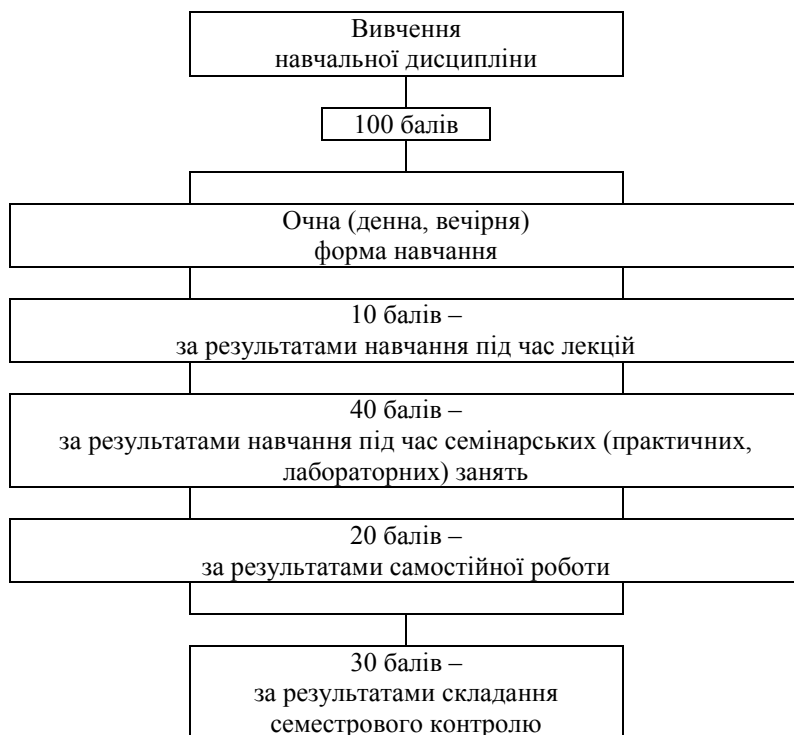 Вивчення
навчальної дисципліни
100 балів
Очна (денна, вечірня)
форма навчання
10 балів –
за результатами навчання під час лекцій
40 балів –
за результатами навчання під час семінарських (практичних,
лабораторних) занять
20 балів –
за результатами самостійної роботи
30 балів –
за результатами складання
семестрового контролю